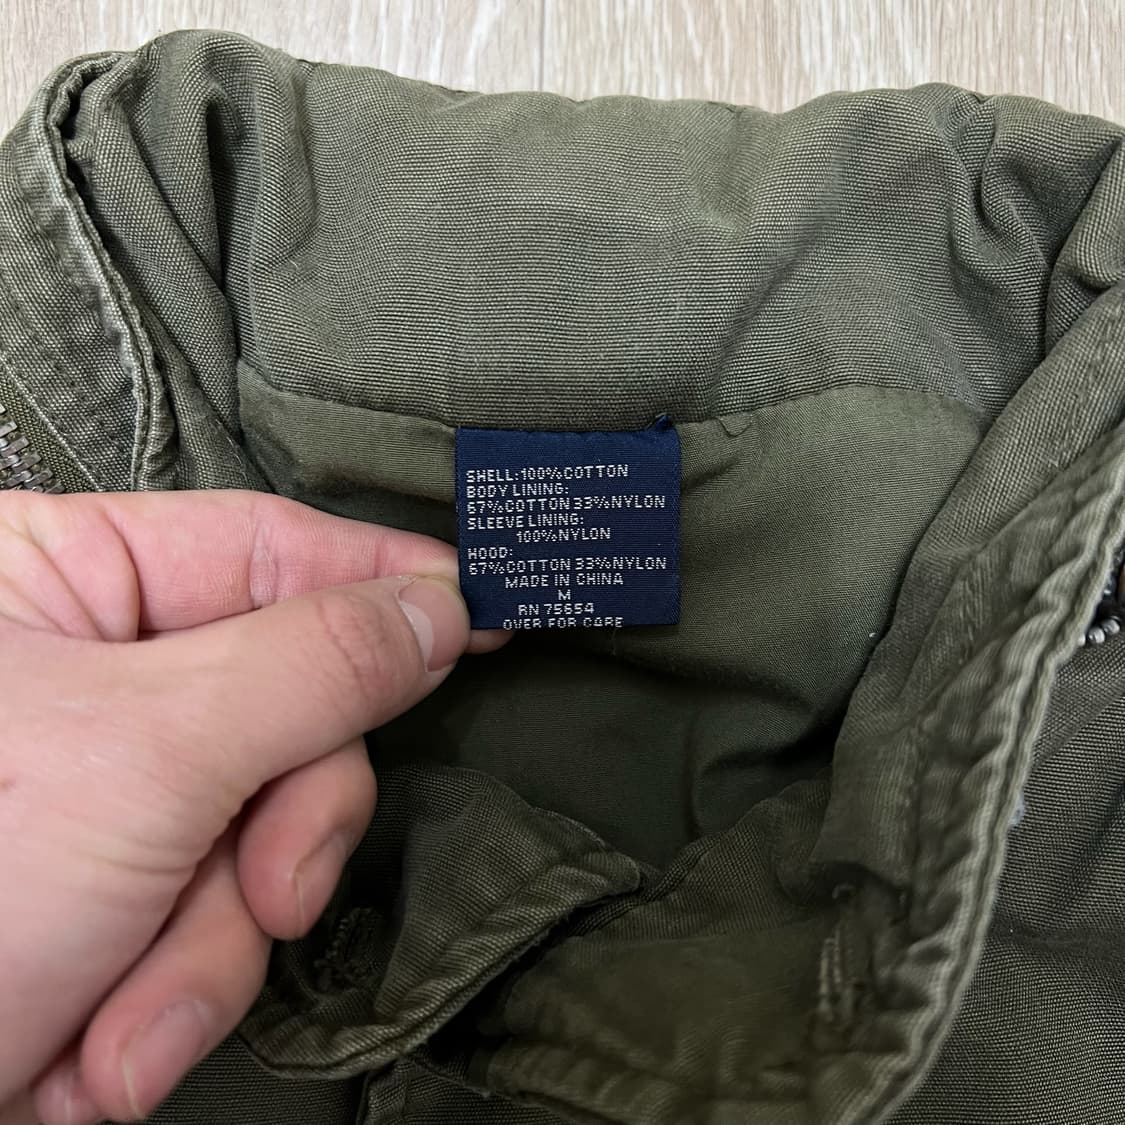 SHELL:100%COTTON
BODY LINING:
67%COTTON 33%NYLON
SLEEVE LINING:
100%NYLON
HOOD:
67%COTTON 33%NYLON
MADE IN CHINA
M
RN 75654
OVER FOR CARE